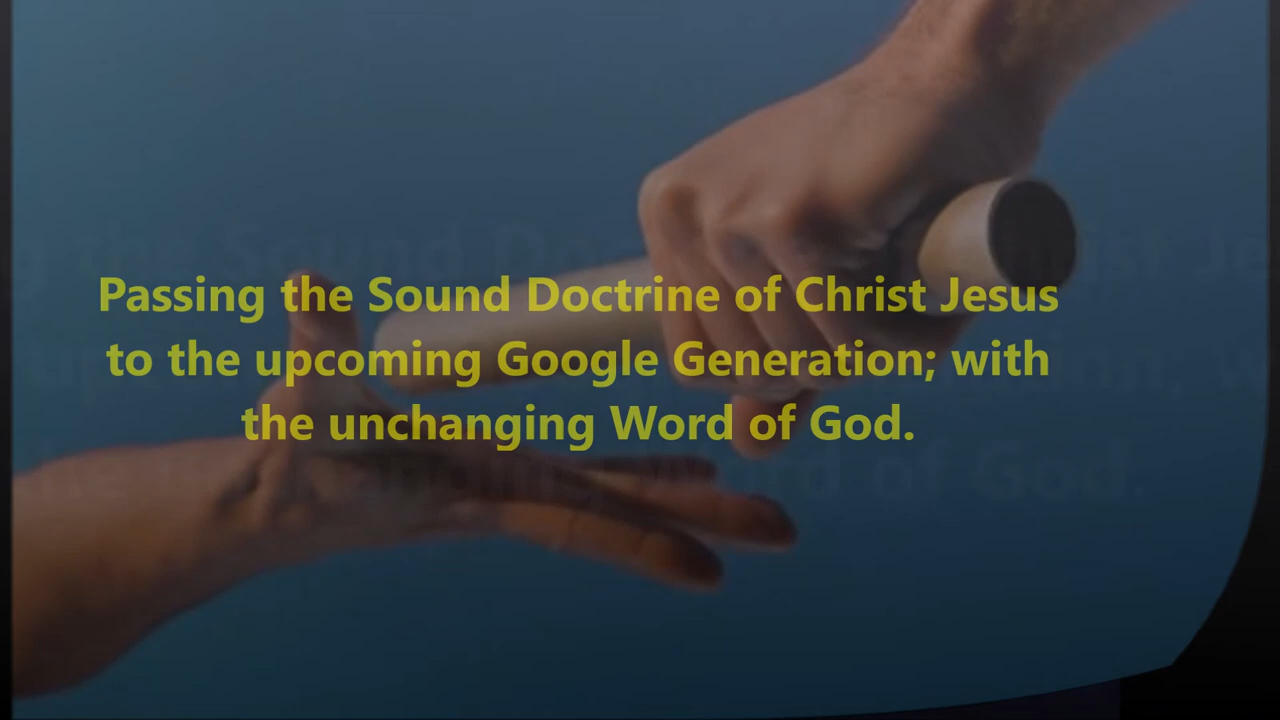 Passing the Sound Doctrine of Christ Jesus
to the upcoming Google Generation; with
the unchanging Word of God.